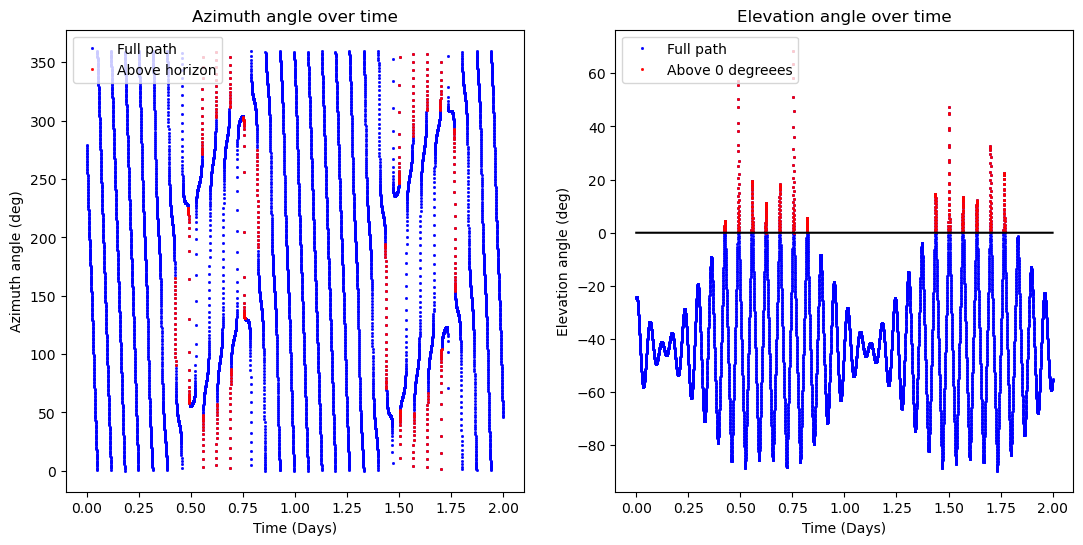 Azimuth angle over time
Full path
Above horizon
Azimuth angle (deg)
350
300
250
200
150
100
50
0
0.00 0.25 0.50 0.75 1.00 1.25 1.50 1.75 2.00
Time (Days)
Elevation angle over time
Full path
Above 0 degreees
Elevation angle (deg)
60
40
20
0
−20
−40
−60
−80
0.00 0.25 0.50 0.75 1.00 1.25 1.50 1.75 2.00
Time (Days)